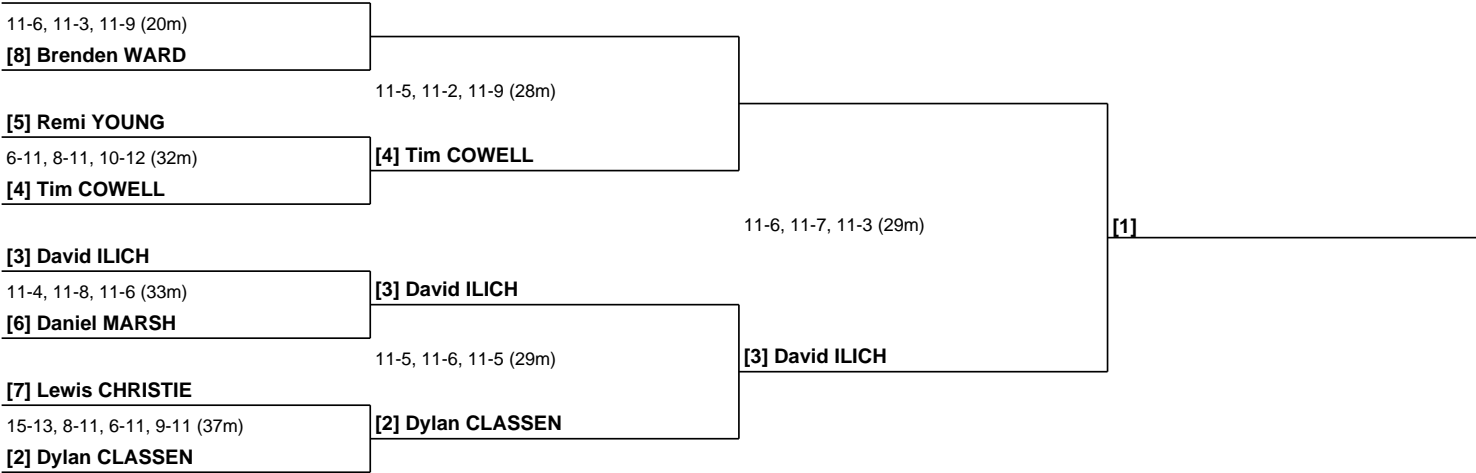 11-6, 11-3, 11-9 (20m)
[8] Brenden WARD
11-5, 11-2, 11-9 (28m)
[5] Remi YOUNG
6-11, 8-11, 10-12 (32m)
[4] Tim COWELL
[4] Tim COWELL
11-6, 11-7, 11-3 (29m)
[1]
[3] David ILICH
11-4, 11-8, 11-6 (33m)
[3] David ILICH
[6] Daniel MARSH
11-5, 11-6, 11-5 (29m)
[3] David ILICH
[7] Lewis CHRISTIE
15-13, 8-11, 6-11, 9-11 (37m)
[2] Dylan CLASSEN
[2] Dylan CLASSEN